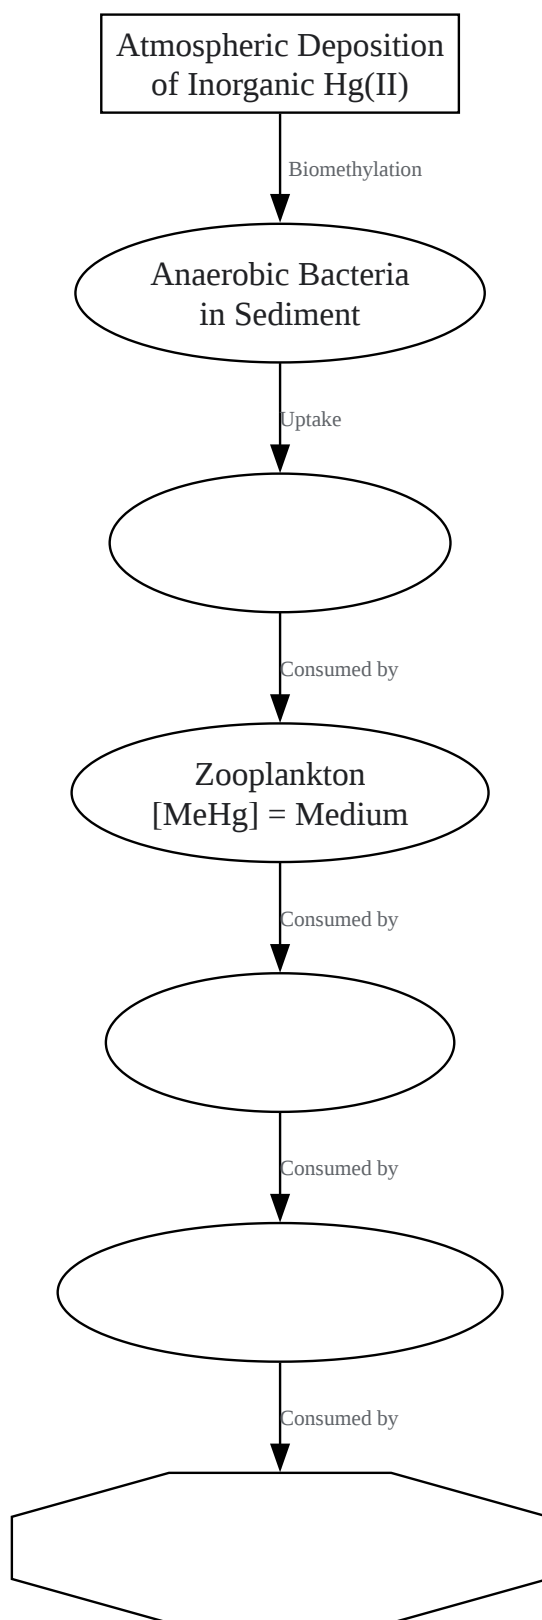 Atmospheric Deposition
of Inorganic Hg(II)
Biomethylation
Anaerobic Bacteria
in Sediment
Uptake
Consumed by
Zooplankton
[MeHg] = Medium
Consumed by
Consumed by
Consumed by